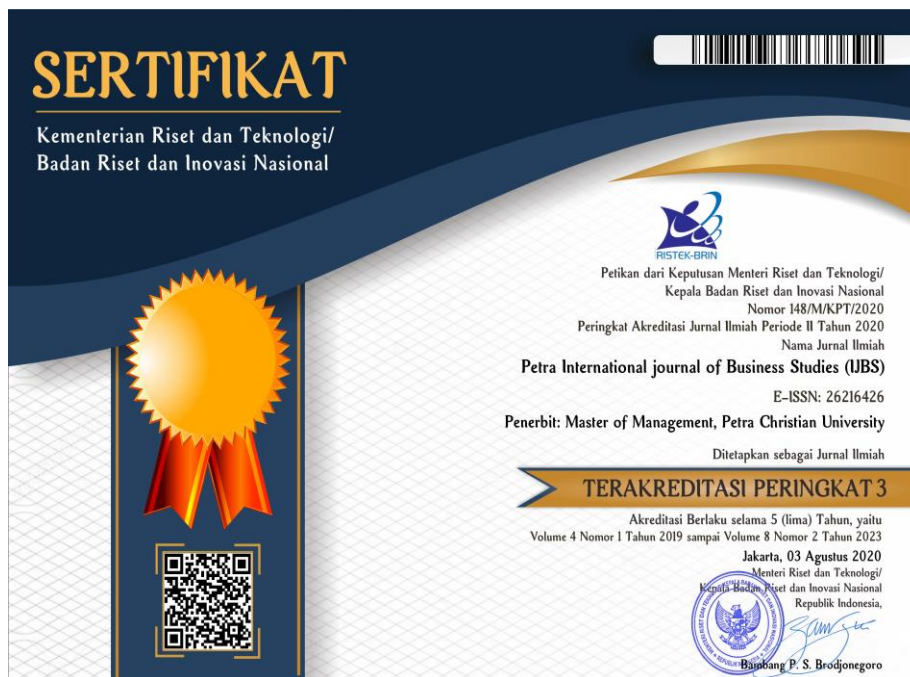 SERTIFIKAT
Kementerian Riset dan Teknologi/
Badan Riset dan Inovasi Nasional
RISTEK-BRIN
Petikan dari Keputusan Menteri Riset dan Teknologi/
Kepala Badan Riset dan Inovasi Nasional
Nomor 148/M/KPT/2020
Peringkat Akreditasi Jurnal Ilmiah Periode II Tahun 2020
Nama Jurnal Ilmiah
Petra International journal of Business Studies (IJBS)
E-ISSN: 26216426
Penerbit: Master of Management, Petra Christian University
Ditetapkan sebagai Jurnal Ilmiah
TERAKREDITASI PERINGKAT 3
Akreditasi Berlaku selama 5 (lima) Tahun, yaitu
Volume 4 Nomor 1 Tahun 2019 sampai Volume 8 Nomor 2 Tahun 2023
Jakarta, 03 Agustus 2020
Menteri Riset dan Teknologi/
Kepala Badan Riset dan Inovasi Nasional
Republik Indonesia,
Bambang P. S. Brodjonegoro